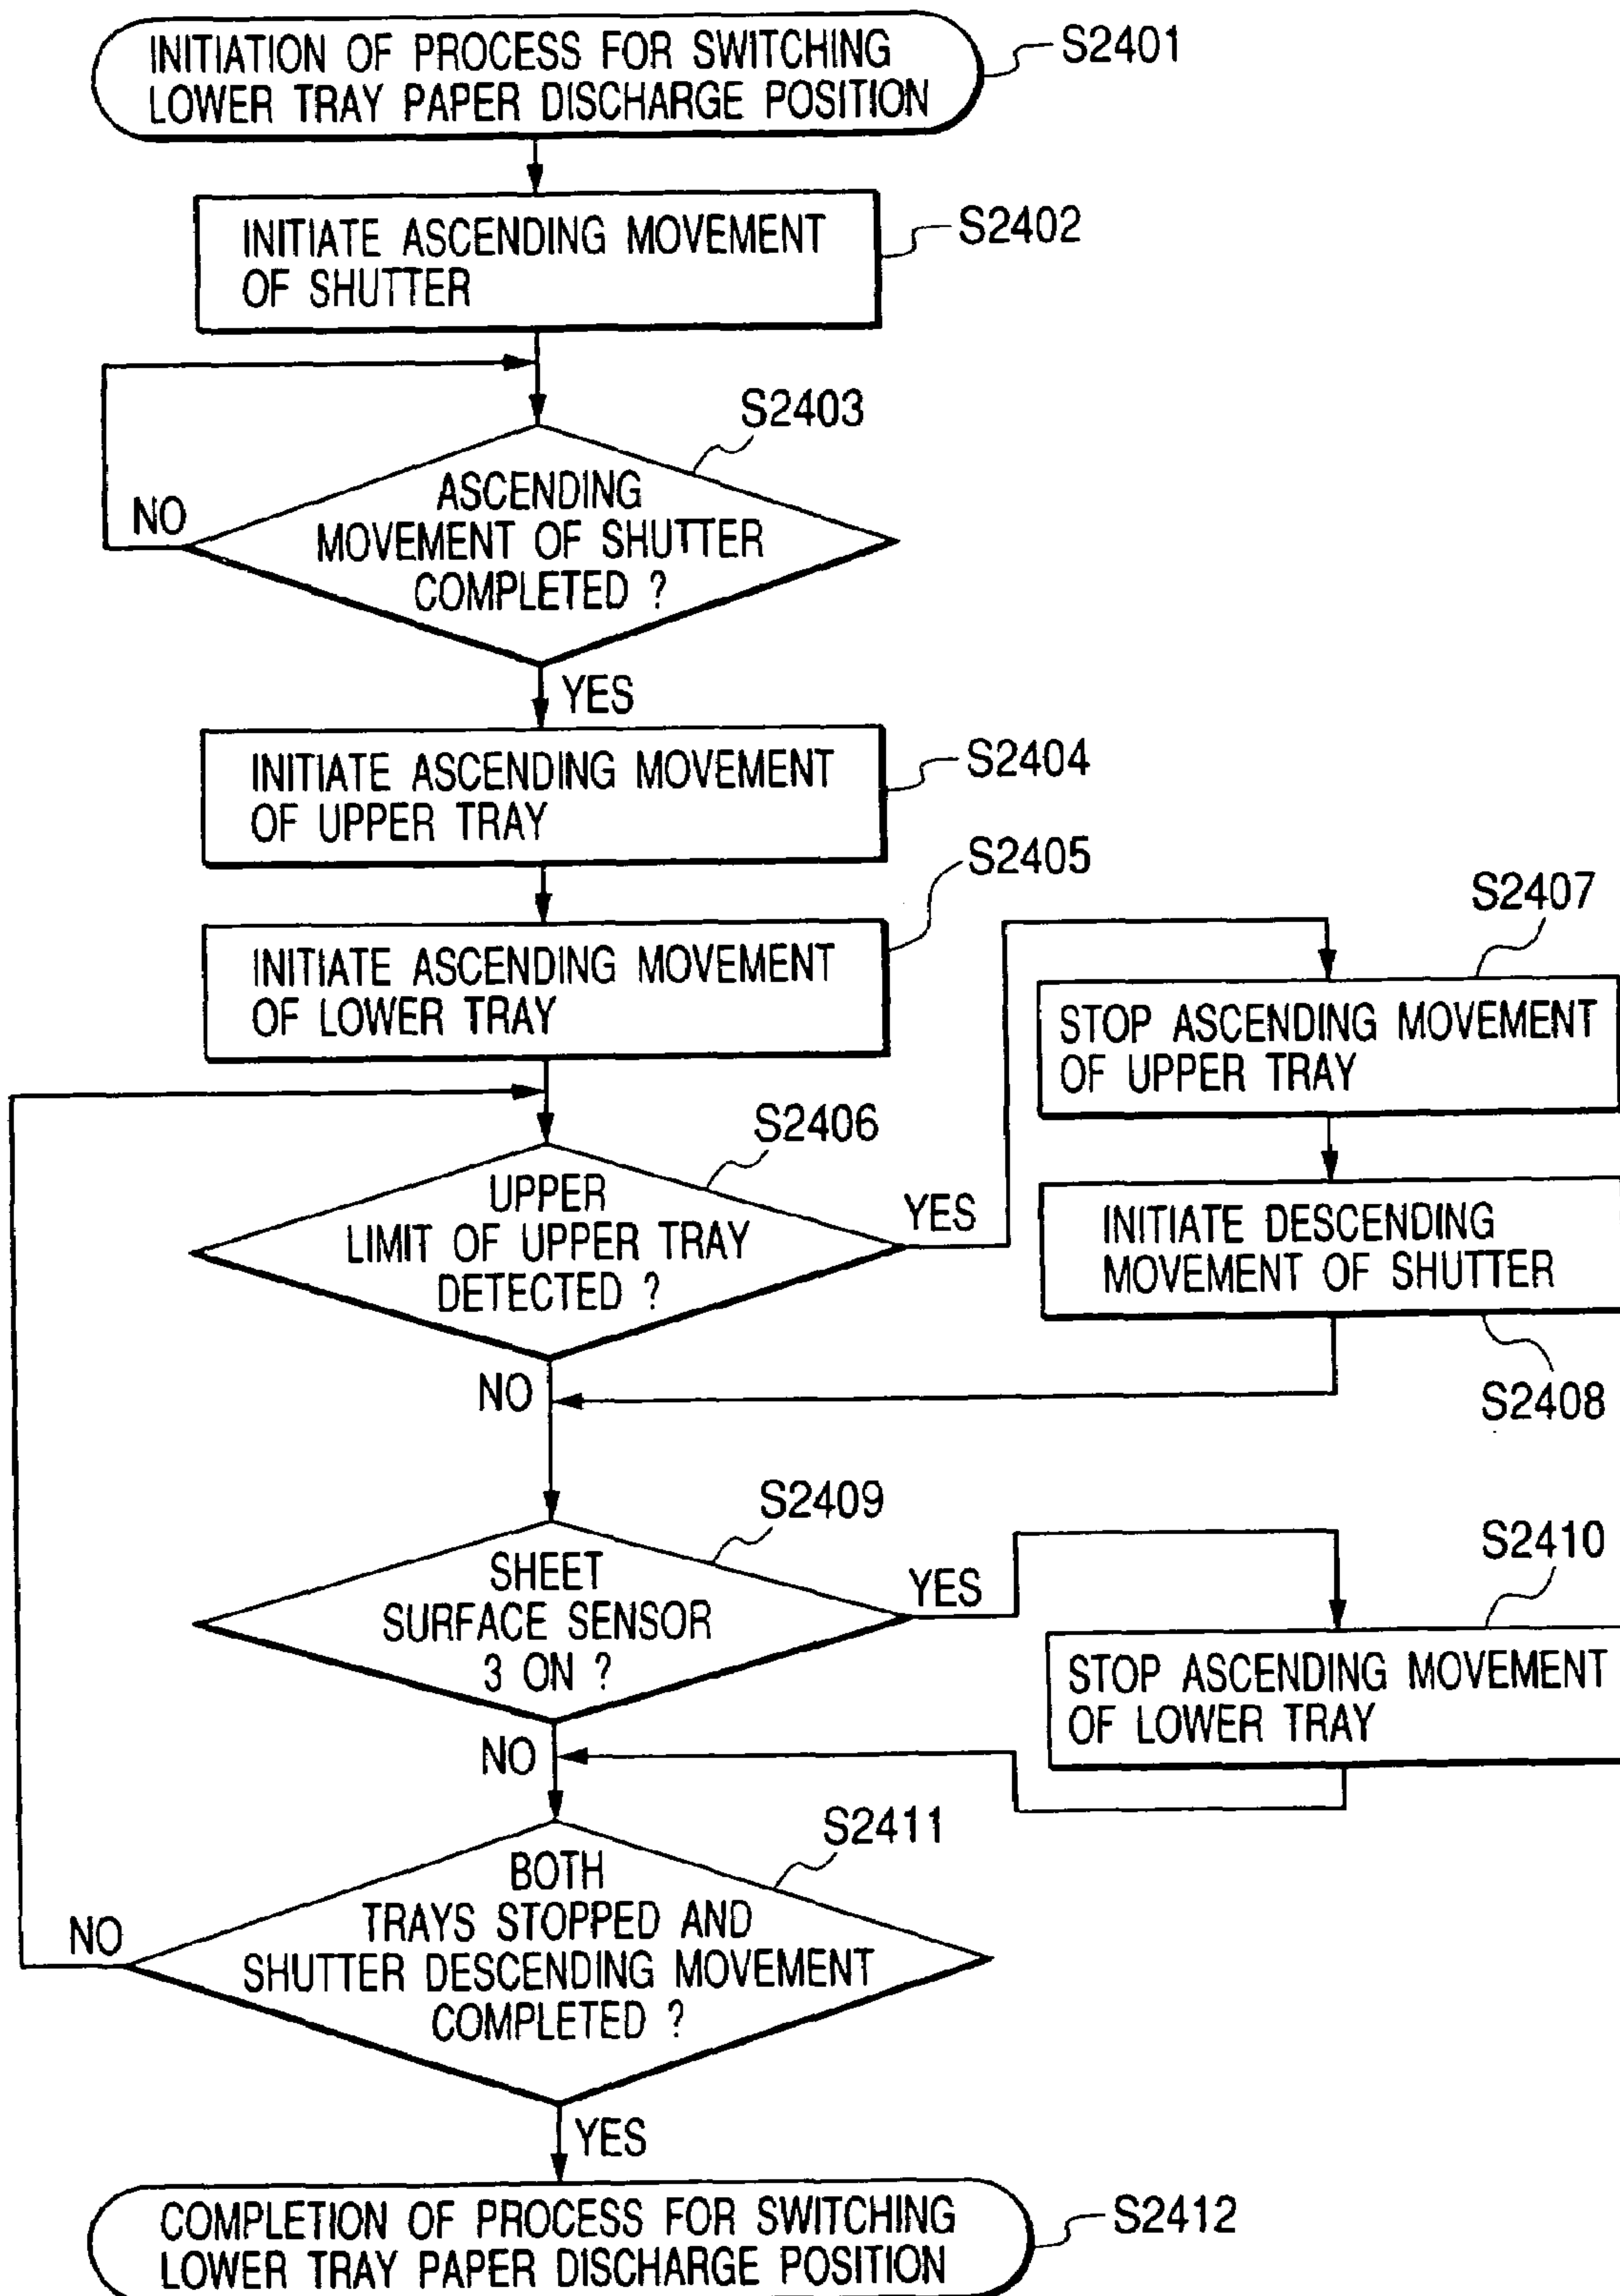 INITIATION OF PROCESS FOR SWITCHING
LOWER TRAY PAPER DISCHARGE POSITION
S2401
INITIATE ASCENDING MOVEMENT
OF SHUTTER
S2402
S2403
ASCENDING
MOVEMENT OF SHUTTER
COMPLETED ?
NO
YES
INITIATE ASCENDING MOVEMENT
OF UPPER TRAY
S2404
S2405
INITIATE ASCENDING MOVEMENT
OF LOWER TRAY
S2406
UPPER
LIMIT OF UPPER TRAY
DETECTED ?
YES
NO
S2407
STOP ASCENDING MOVEMENT
OF UPPER TRAY
INITIATE DESCENDING
MOVEMENT OF SHUTTER
S2408
S2409
SHEET
SURFACE SENSOR
3 ON ?
YES
NO
S2410
STOP ASCENDING MOVEMENT
OF LOWER TRAY
S2411
BOTH
TRAYS STOPPED AND
SHUTTER DESCENDING MOVEMENT
COMPLETED ?
NO
YES
COMPLETION OF PROCESS FOR SWITCHING
LOWER TRAY PAPER DISCHARGE POSITION
S2412